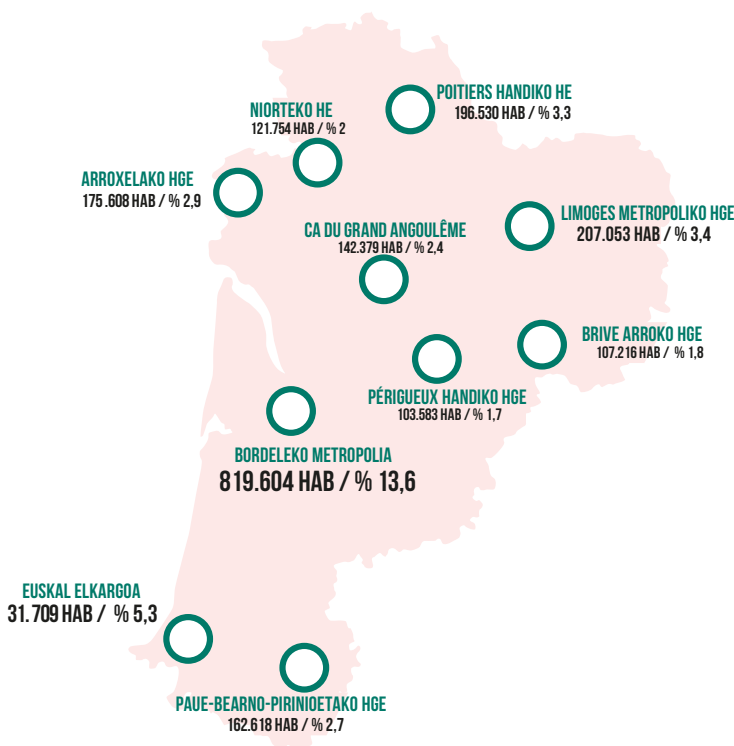 POITIERS HANDIKO HE
196.530 HAB / % 3,3
NIORTEKO HE
121.754 HAB / % 2
ARROXELAKO HGE
175.608 HAB / % 2,9
LIMOGES METROPOLIKO HGE
207.053 HAB / % 3,4
CA DU GRAND ANGOULÊME
142.379 HAB / % 2,4
BRIVE ARROKO HGE
107.216 HAB / % 1,8
PÉRIGUEUX HANDIKO HGE
103.583 HAB / % 1,7
BORDELEKO METROPOLIA
819.604 HAB / % 13,6
EUSKAL ELKARGOA
31.709 HAB / % 5,3
PAUE-BEARNO-PIRINIOETAKO HGE
162.618 HAB / % 2,7